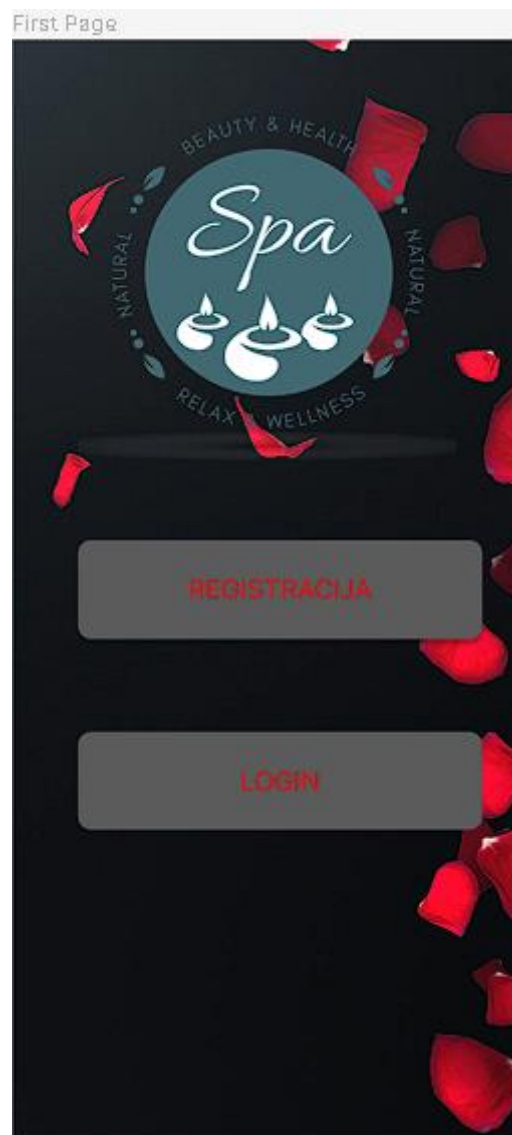 First Page
BEAUTY & HEALTH
NATURAL
Spa
NATURAL
RELAX & WELLNESS
REGISTRACIJA
LOGIN